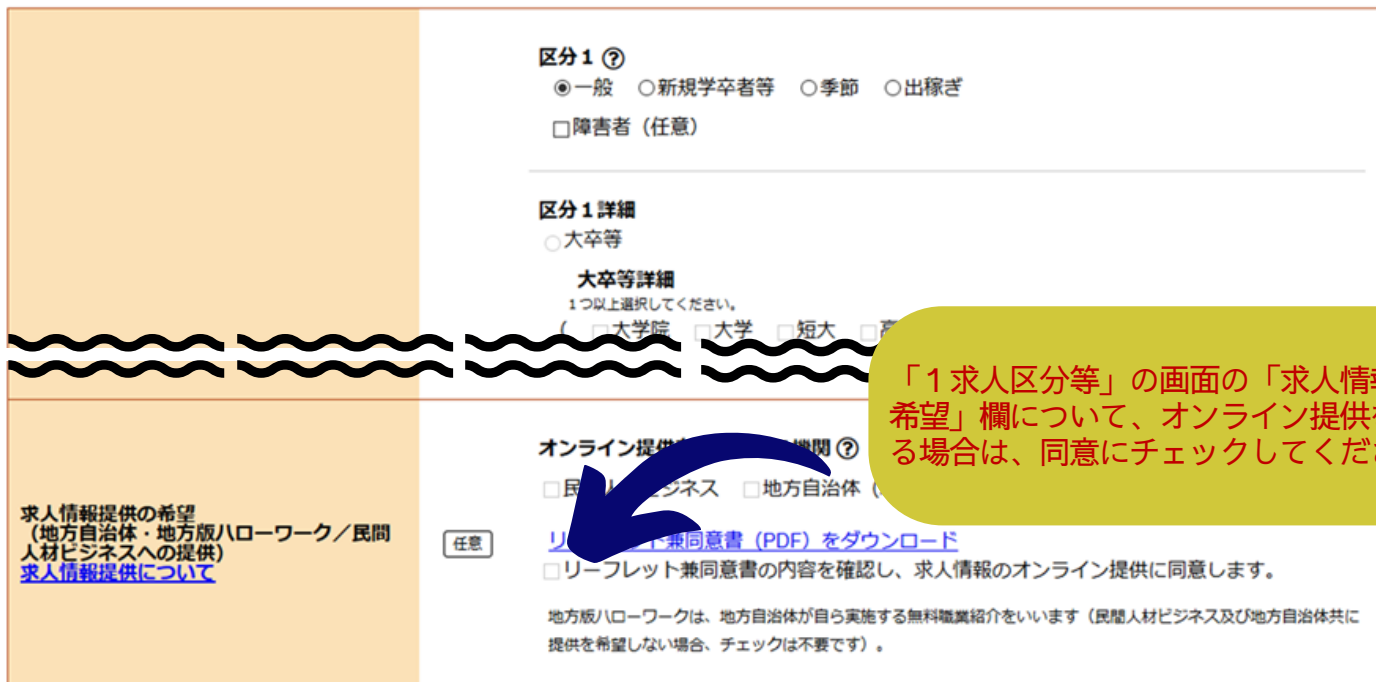 区分１ ?
一般 新規学卒者等 季節 出稼ぎ
障害者（任意）
区分１詳細
大卒等
大卒等詳細
１つ以上選択してください。
( 大学院 大学 短大
「１求人区分等」の画面の「求人情
希望」欄について、オンライン提供
る場合は、同意にチェックしてくだ
オンライン提供 機関 ?
民 ビジネス 地方自治体（
求人情報提供の希望
（地方自治体・地方版ハローワーク／民間
人材ビジネスへの提供）
求人情報提供について
任意
リ ット兼同意書（PDF）をダウンロード
リーフレット兼同意書の内容を確認し、求人情報のオンライン提供に同意します。
地方版ハローワークは、地方自治体が自ら実施する無料職業紹介をいいます（民間人材ビジネス及び地方自治体共に
提供を希望しない場合、チェックは不要です）。